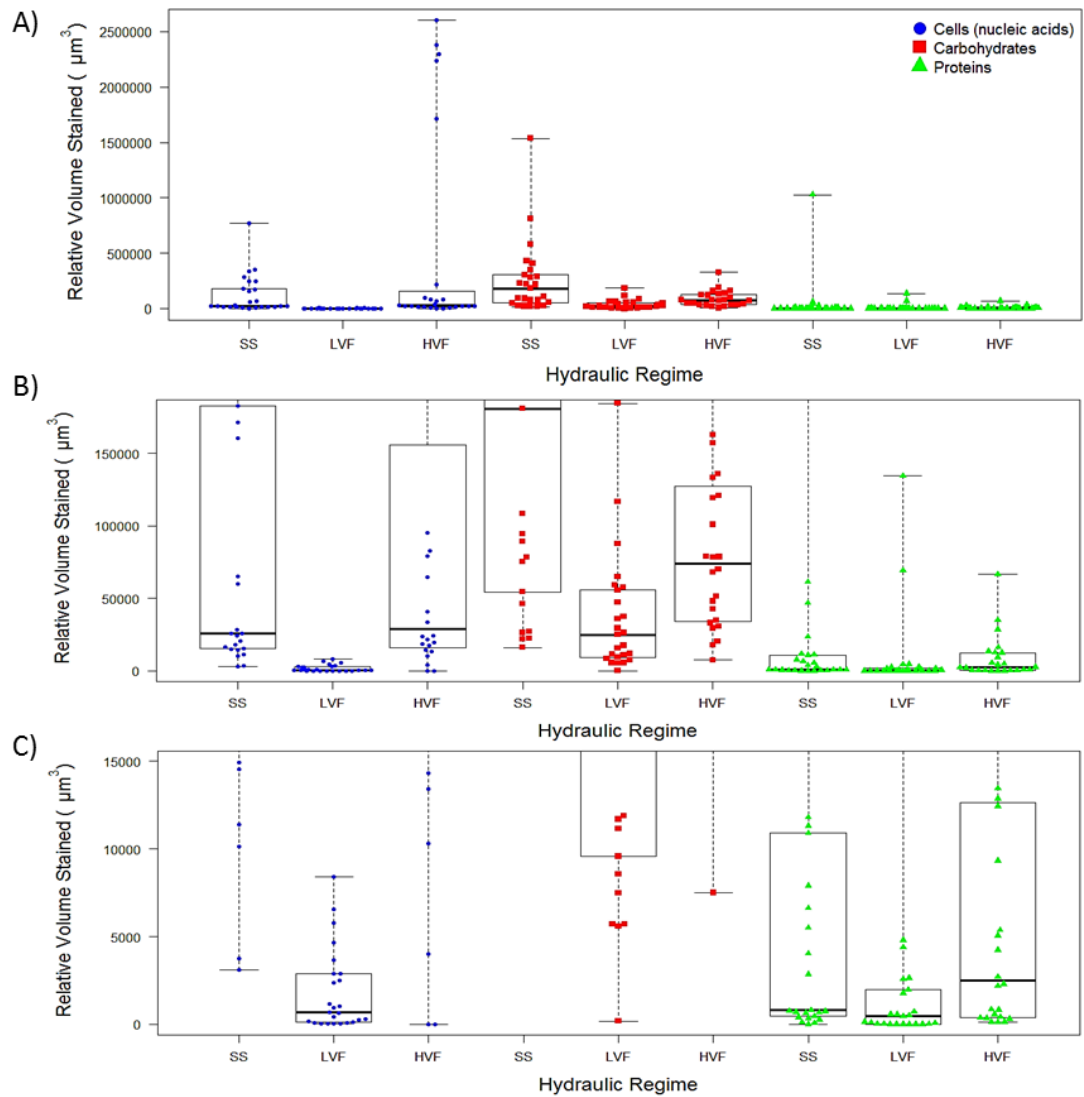 A)
Relative Volume Stained ( µm³)
2500000
2000000
1500000
1000000
500000
0
Cells (nucleic acids)
Carbohydrates
Proteins
SS LVF HVF SS LVF HVF SS LVF HVF
Hydraulic Regime
B)
Relative Volume Stained ( µm³)
150000
100000
50000
0
SS LVF HVF SS LVF HVF SS LVF HVF
Hydraulic Regime
C)
Relative Volume Stained ( µm³)
15000
10000
5000
0
SS LVF HVF SS LVF HVF SS LVF HVF
Hydraulic Regime